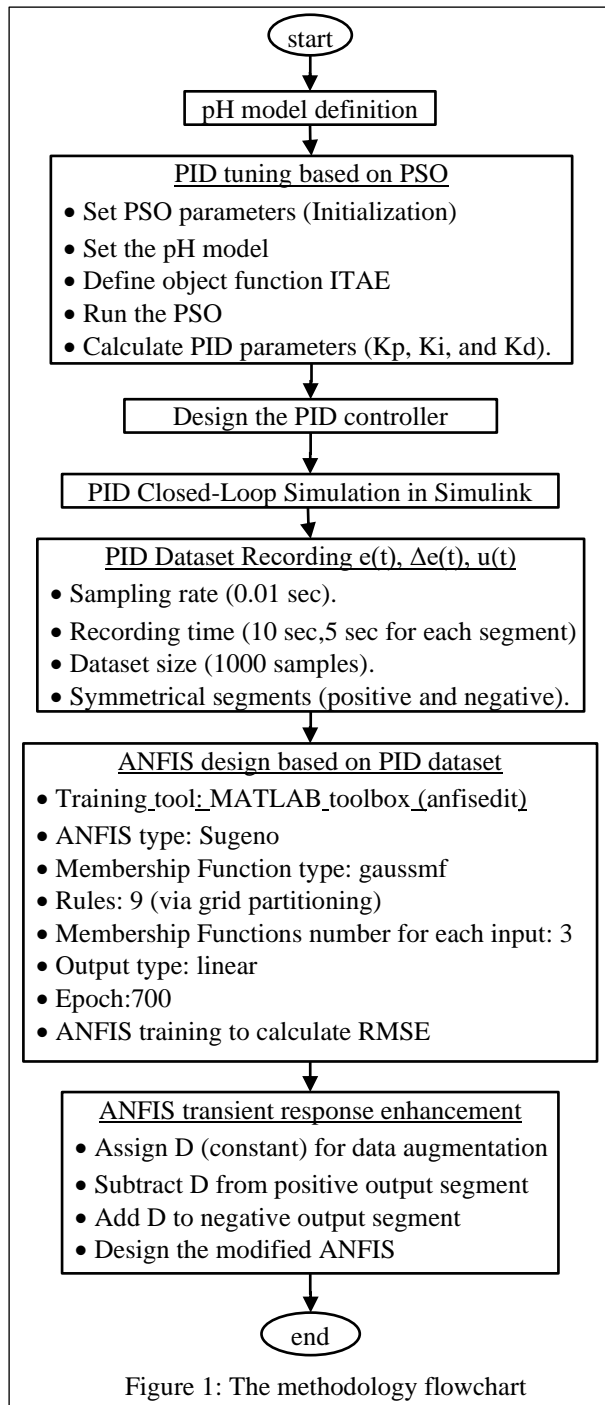 start
pH model definition
PID tuning based on PSO
• Set PSO parameters (Initialization)
• Set the pH model
• Define object function ITAE
• Run the PSO
• Calculate PID parameters (Kp, Ki, and Kd).
Design the PID controller
PID Closed-Loop Simulation in Simulink
PID Dataset Recording e(t), Δe(t), u(t)
• Sampling rate (0.01 sec).
• Recording time (10 sec,5 sec for each segment)
• Dataset size (1000 samples).
• Symmetrical segments (positive and negative).
ANFIS design based on PID dataset
• Training tool: MATLAB toolbox (anfisedit)
• ANFIS type: Sugeno
• Membership Function type: gaussmf
• Rules: 9 (via grid partitioning)
• Membership Functions number for each input: 3
• Output type: linear
• Epoch:700
• ANFIS training to calculate RMSE
ANFIS transient response enhancement
• Assign D (constant) for data augmentation
• Subtract D from positive output segment
• Add D to negative output segment
• Design the modified ANFIS
end
Figure 1: The methodology flowchart